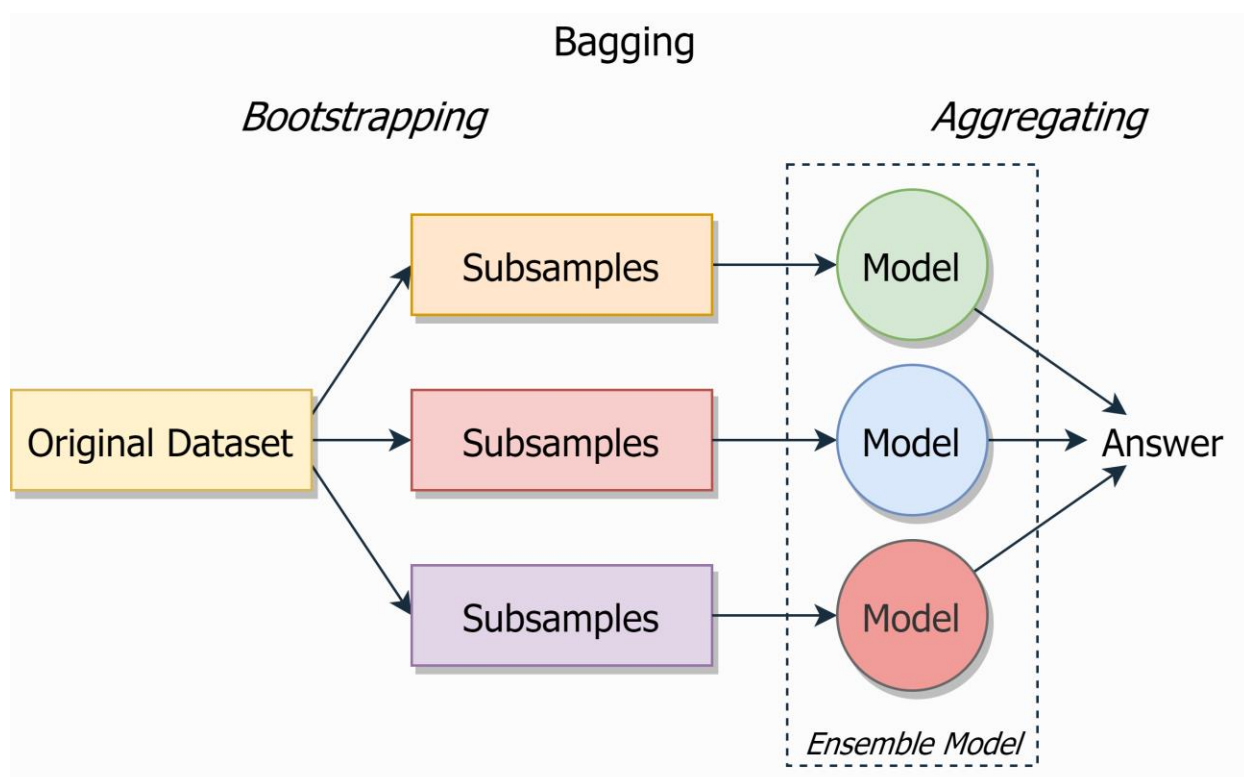 Bagging
Bootstrapping
Aggregating
Subsamples
Model
Original Dataset
Subsamples
Model
Answer
Subsamples
Model
Ensemble Model